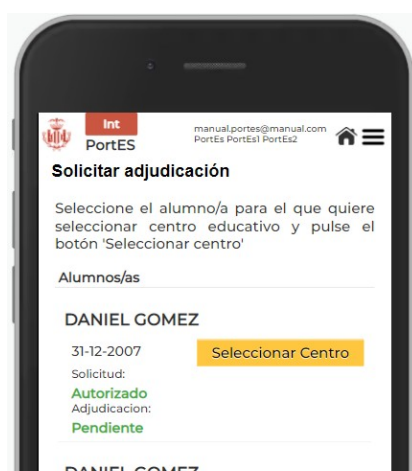 Int
PortES
manual.portes@manual.com
PortEs PortEs1 PortEs2
Solicitar adjudicación
Seleccione el alumno/a para el que quiere
seleccionar centro educativo y pulse el
botón 'Seleccionar centro'
Alumnos/as
DANIEL GOMEZ
31-12-2007
Seleccionar Centro
Solicitud:
Autorizado
Adjudicacion:
Pendiente
DANIEL GOMEZ